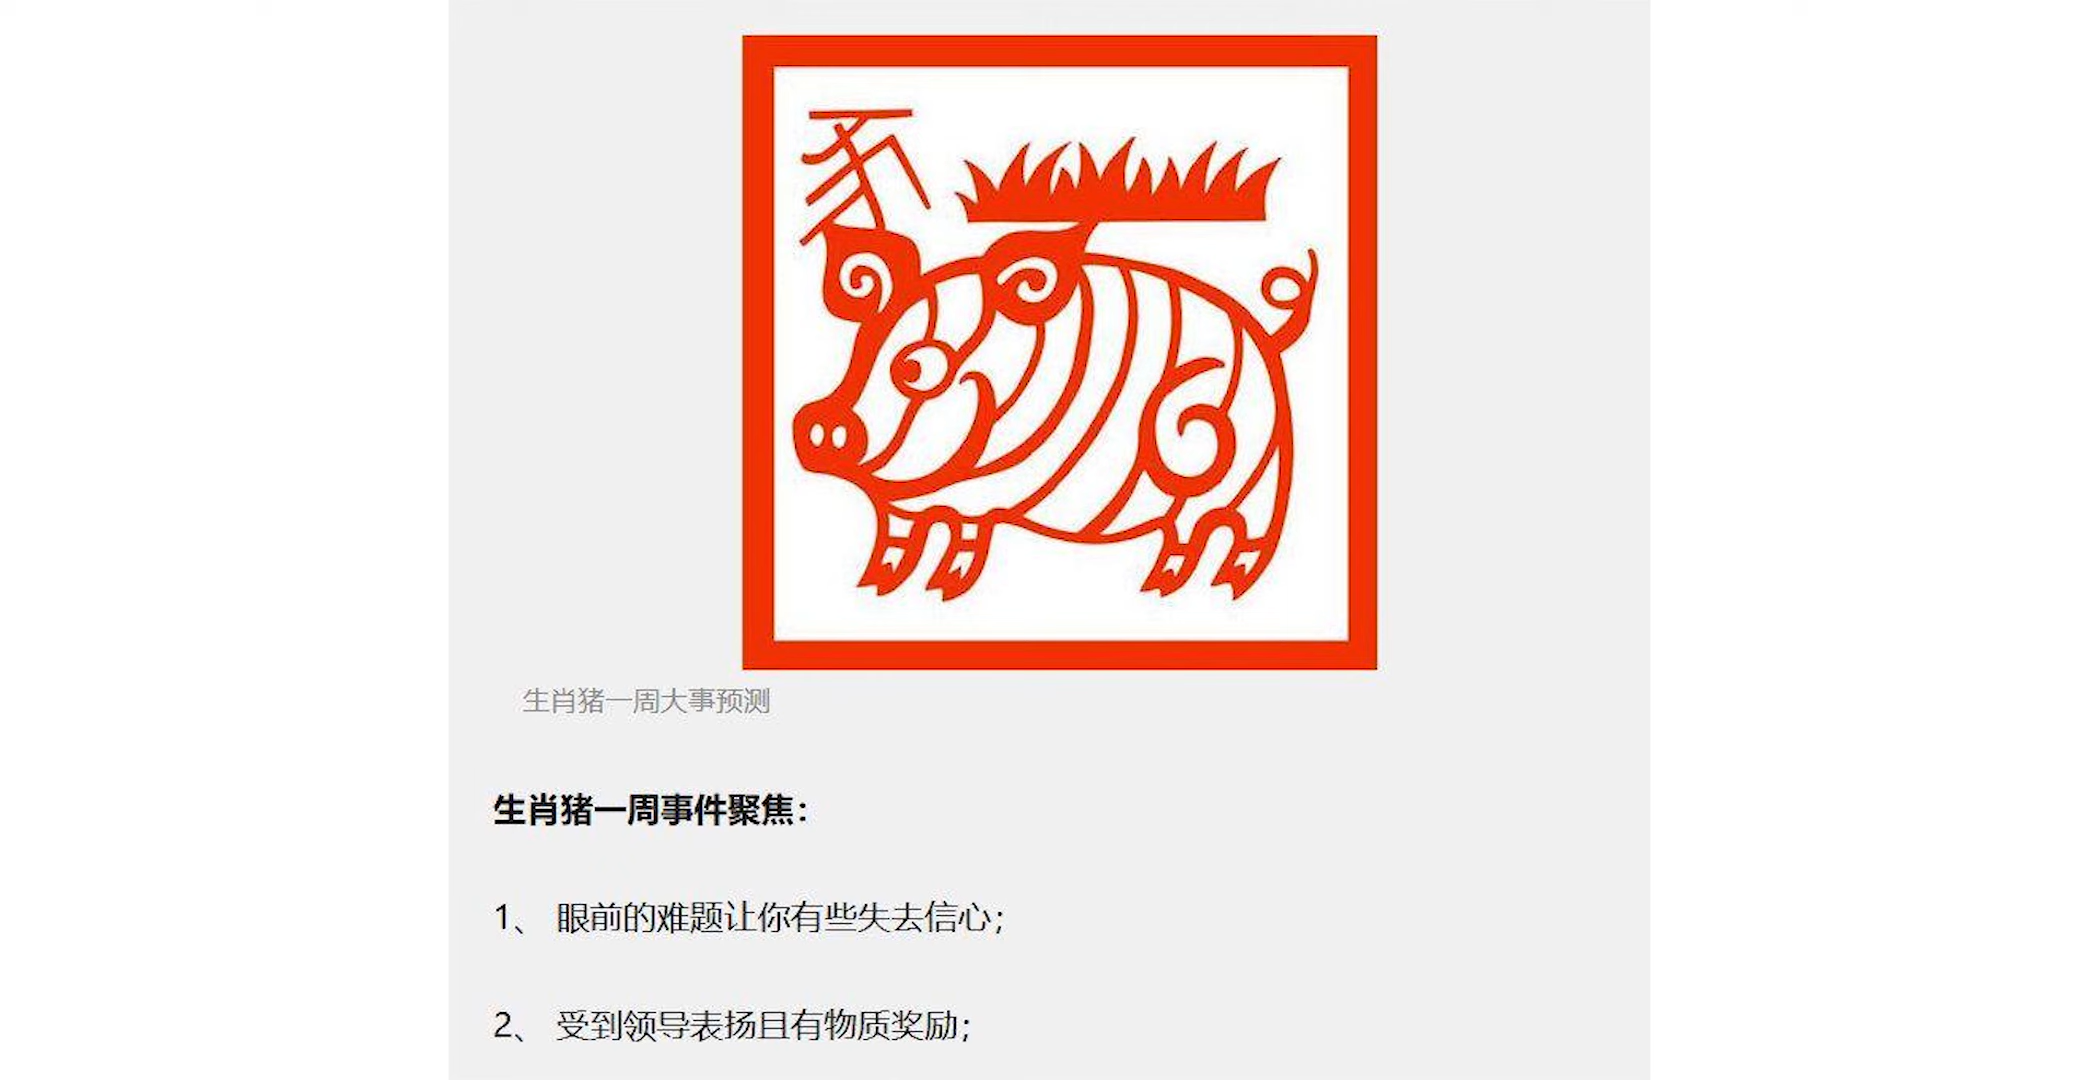 豕
生肖猪一周大事预测
生肖猪一周事件聚焦：
1、 眼前的难题让你有些失去信心；
2、 受到领导表扬且有物质奖励；